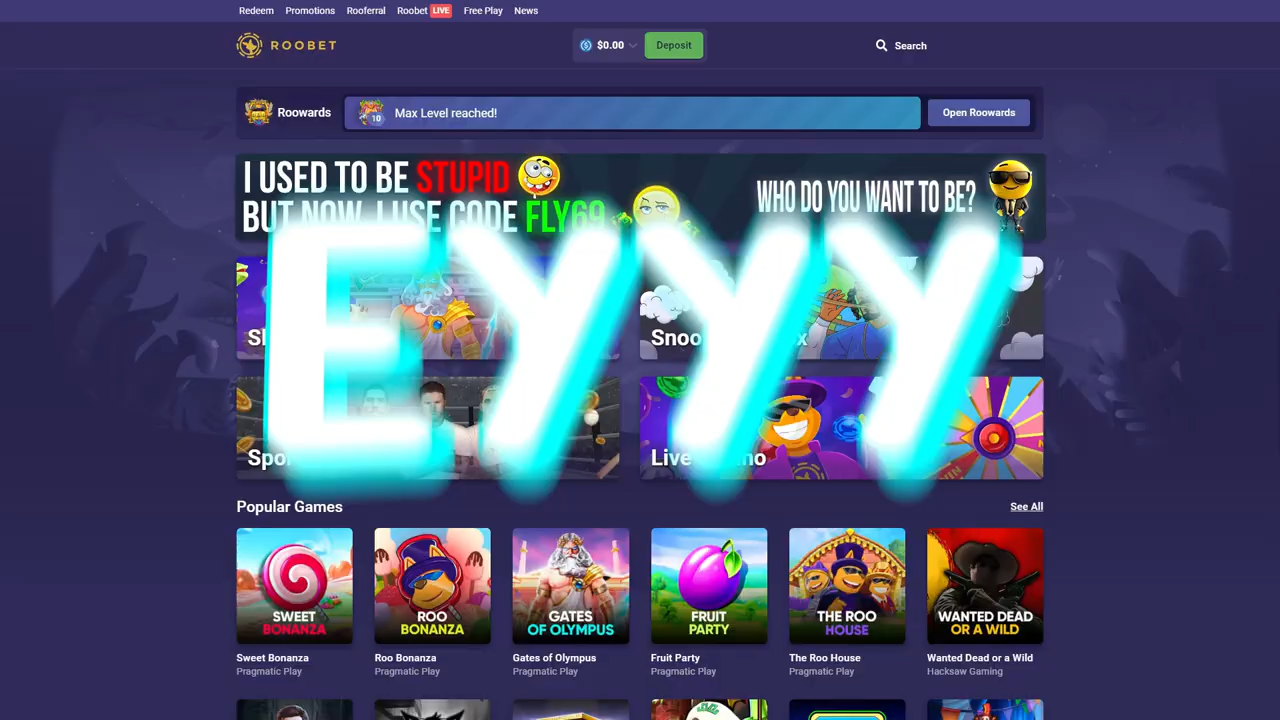 Redeem Promotions Rooferral Roobet LIVE Free Play News
ROOBET $0.00 Deposit Search
Roowards 10 Max Level reached! Open Roowards
I USED TO BE STUPID
BUT NOW I USE CODE FLY69
WHO DO YOU WANT TO BE?
EYYY
Popular Games See All
SWEET BONANZA
ROO BONANZA
GATES OF OLYMPUS
FRUIT PARTY
THE ROO HOUSE
WANTED DEAD OR A WILD
Sweet Bonanza Roo Bonanza Gates of Olympus Fruit Party The Roo House Wanted Dead or a Wild
Pragmatic Play Pragmatic Play Pragmatic Play Pragmatic Play Pragmatic Play Hacksaw Gaming